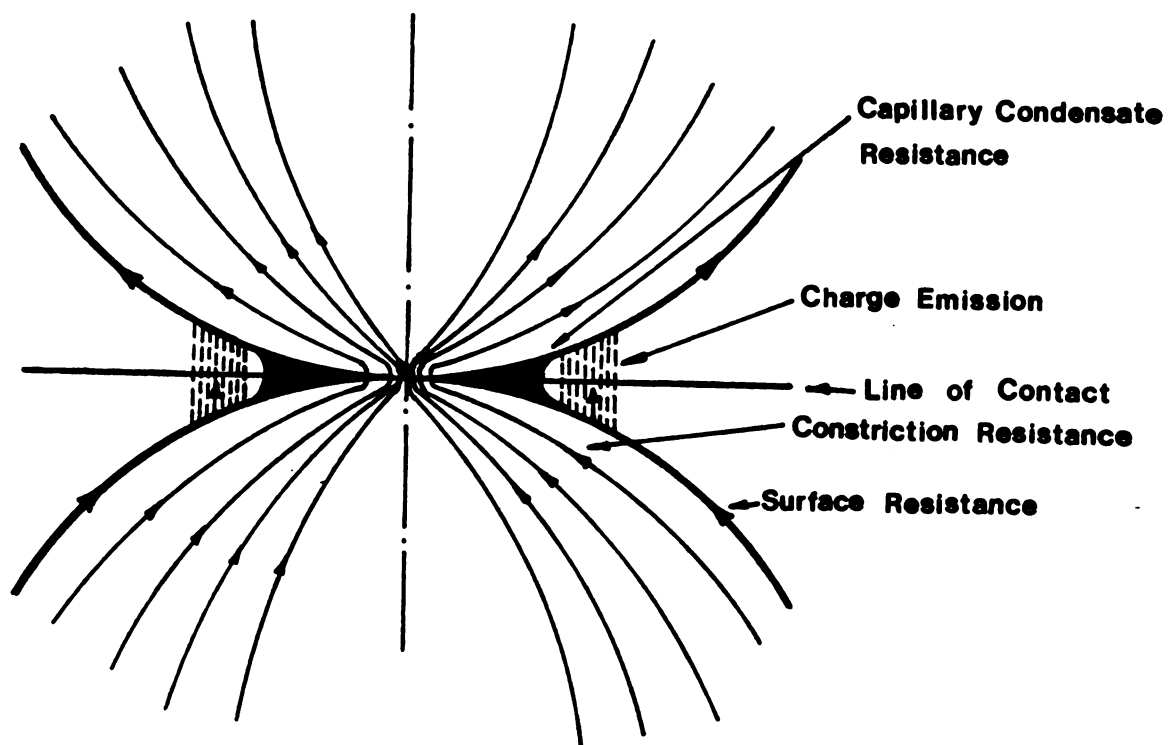 Capillary Condensate
Resistance
Charge Emission
Line of Contact
Constriction Resistance
Surface Resistance